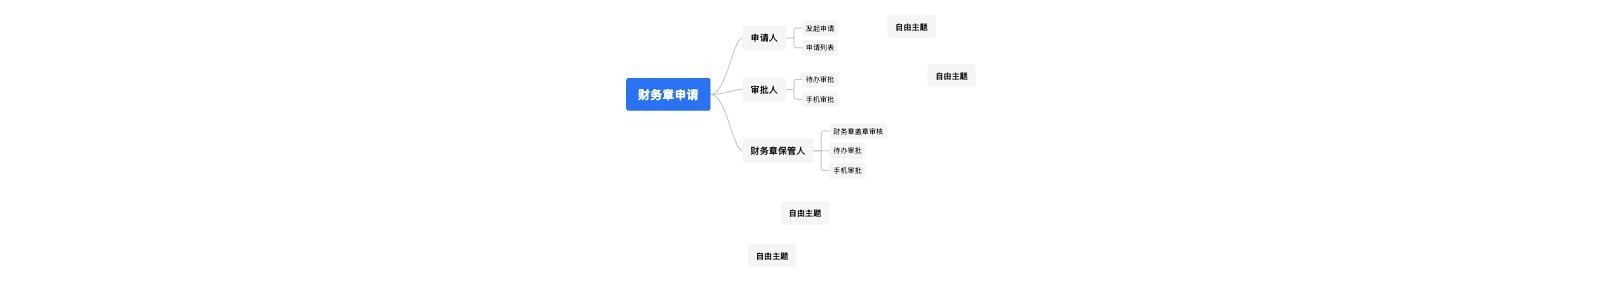 财务章申请
申请人
发起申请
申请列表
审批人
待办审批
手机审批
财务章保管人
财务章盖章审核
待办审批
手机审批
自由主题
自由主题
自由主题
自由主题